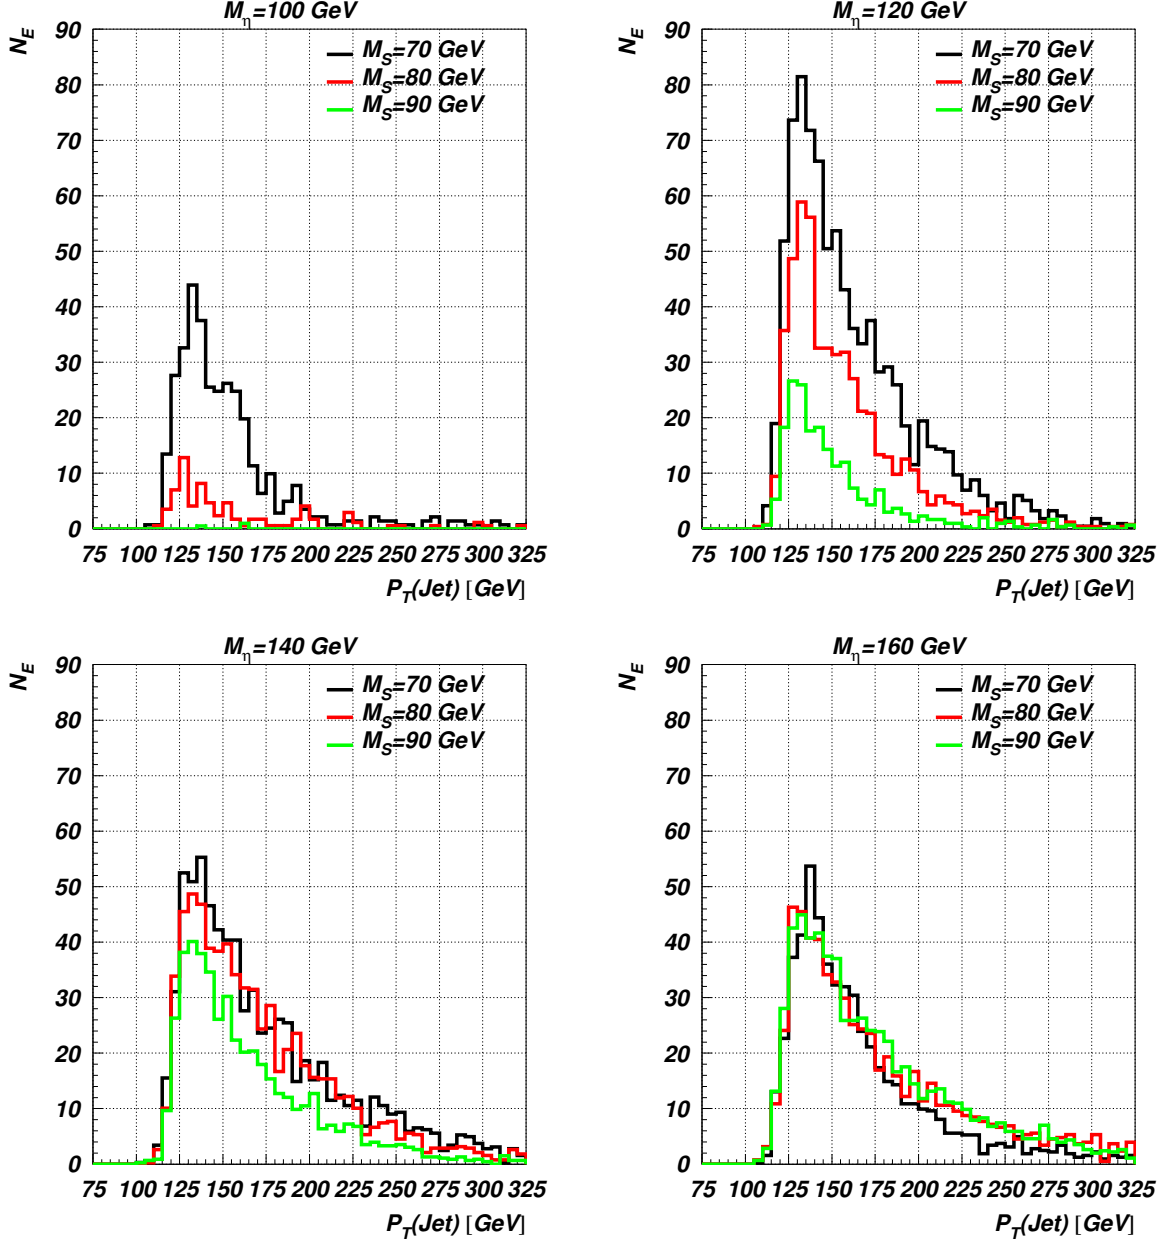 M_η=100 GeV
N_E
90
80
70
60
50
40
30
20
10
0
M_S=70 GeV
M_S=80 GeV
M_S=90 GeV
75 100 125 150 175 200 225 250 275 300 325
P_T(Jet) [GeV]
M_η=120 GeV
N_E
90
80
70
60
50
40
30
20
10
0
M_S=70 GeV
M_S=80 GeV
M_S=90 GeV
75 100 125 150 175 200 225 250 275 300 325
P_T(Jet) [GeV]
M_η=140 GeV
N_E
90
80
70
60
50
40
30
20
10
0
M_S=70 GeV
M_S=80 GeV
M_S=90 GeV
75 100 125 150 175 200 225 250 275 300 325
P_T(Jet) [GeV]
M_η=160 GeV
N_E
90
80
70
60
50
40
30
20
10
0
M_S=70 GeV
M_S=80 GeV
M_S=90 GeV
75 100 125 150 175 200 225 250 275 300 325
P_T(Jet) [GeV]